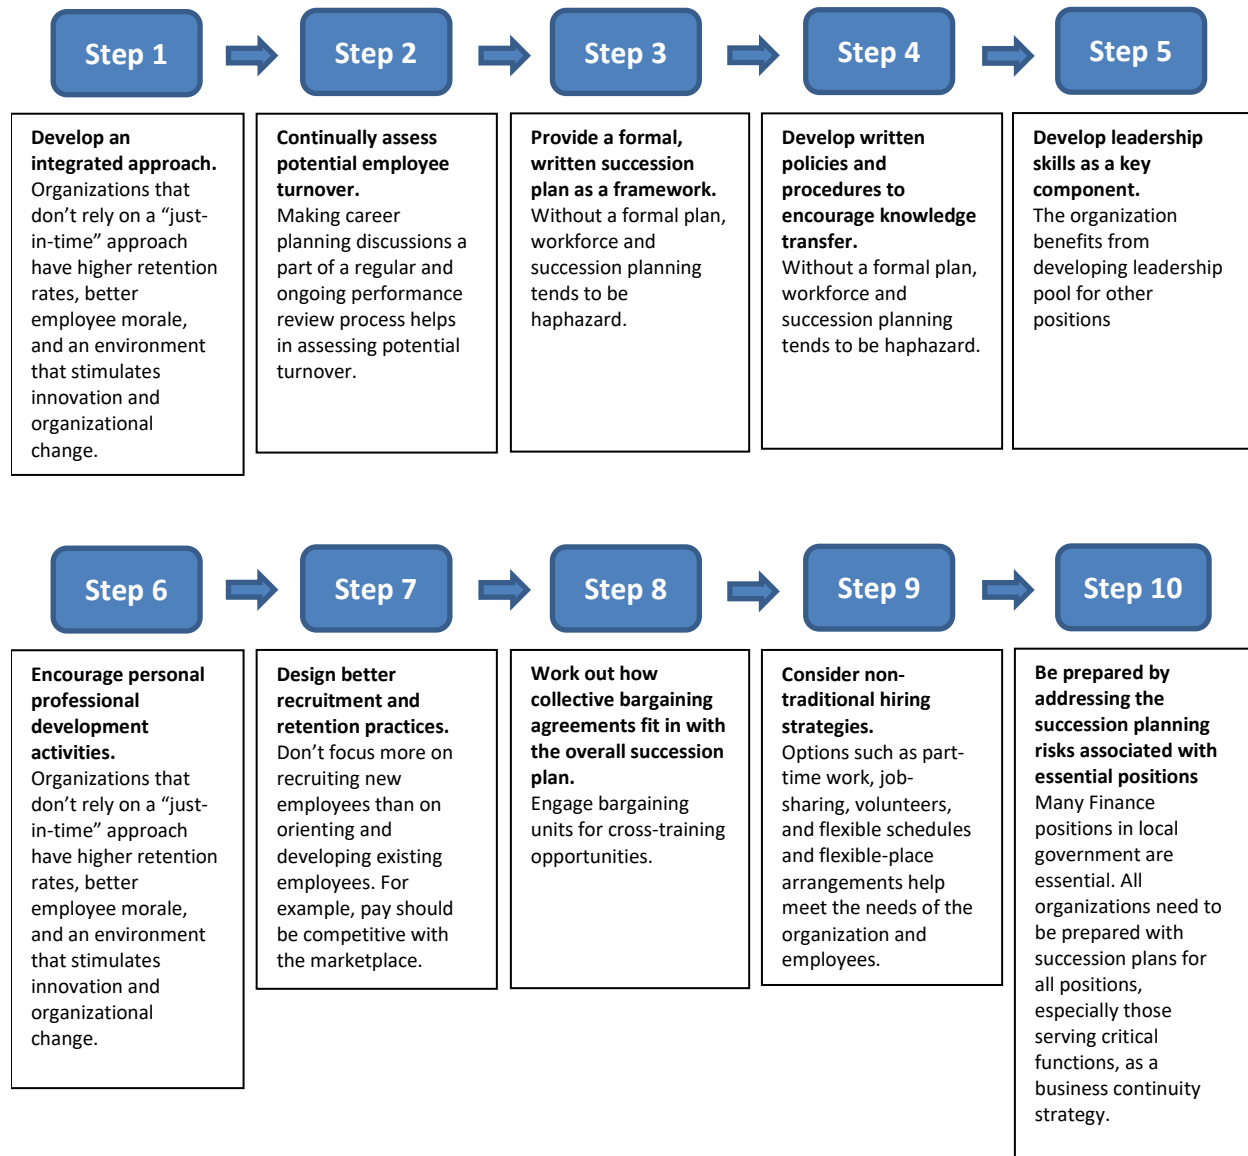 Step 1
Step 2
Step 3
Step 4
Step 5
Develop an
integrated approach.
Organizations that
don’t rely on a “just-
in-time” approach
have higher retention
rates, better
employee morale,
and an environment
that stimulates
innovation and
organizational
change.
Continually assess
potential employee
turnover.
Making career
planning discussions a
part of a regular and
ongoing performance
review process helps
in assessing potential
turnover.
Provide a formal,
written succession
plan as a framework.
Without a formal plan,
workforce and
succession planning
tends to be
haphazard.
Develop written
policies and
procedures to
encourage knowledge
transfer.
Without a formal plan,
workforce and
succession planning
tends to be haphazard.
Develop leadership
skills as a key
component.
The organization
benefits from
developing leadership
pool for other
positions
Step 6
Step 7
Step 8
Step 9
Step 10
Encourage personal
professional
development
activities.
Organizations that
don’t rely on a “just-
in-time” approach
have higher retention
rates, better
employee morale,
and an environment
that stimulates
innovation and
organizational
change.
Design better
recruitment and
retention practices.
Don’t focus more on
recruiting new
employees than on
orienting and
developing existing
employees. For
example, pay should
be competitive with
the marketplace.
Work out how
collective bargaining
agreements fit in with
the overall succession
plan.
Engage bargaining
units for cross-training
opportunities.
Consider non-
traditional hiring
strategies.
Options such as part-
time work, job-
sharing, volunteers,
and flexible schedules
and flexible-place
arrangements help
meet the needs of the
organization and
employees.
Be prepared by
addressing the
succession planning
risks associated with
essential positions
Many Finance
positions in local
government are
essential. All
organizations need to
be prepared with
succession plans for
all positions,
especially those
serving critical
functions, as a
business continuity
strategy.